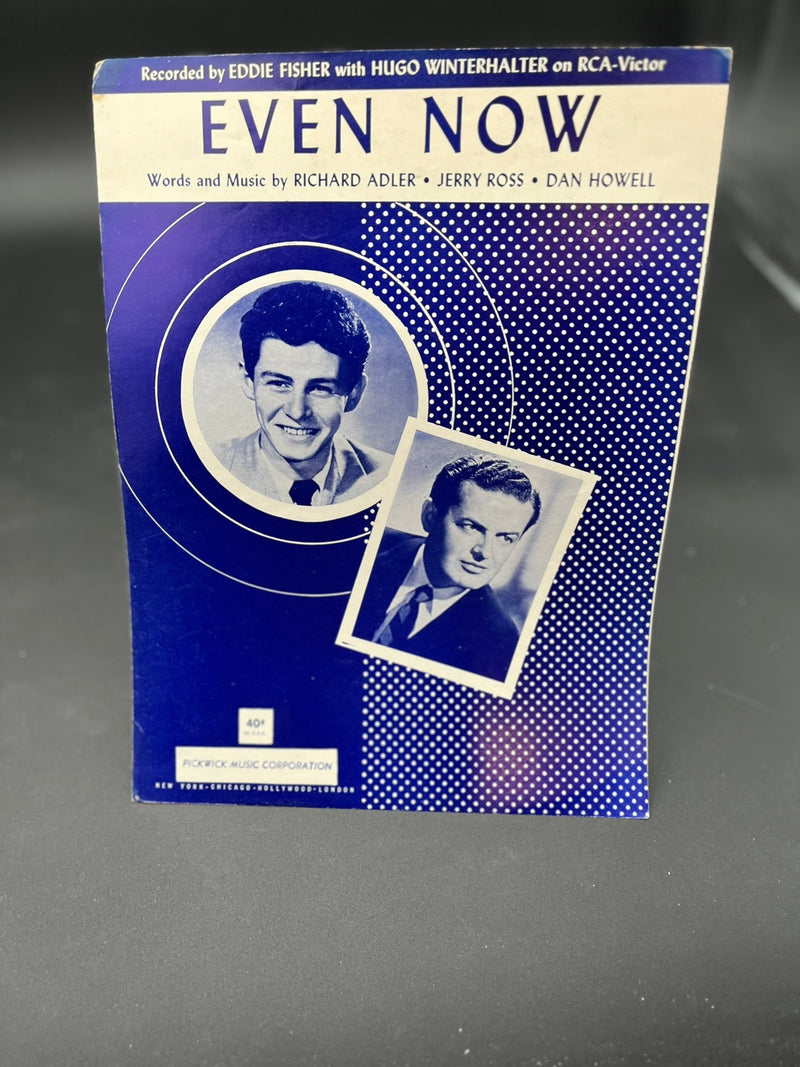 Recorded by EDDIE FISHER with HUGO WINTERHALTER on RCA-Victor
EVEN NOW
Words and Music by RICHARD ADLER • JERRY ROSS • DAN HOWELL
40¢
IN U.S.A.
PICKWICK MUSIC CORPORATION
NEW YORK • CHICAGO • HOLLYWOOD • LONDON